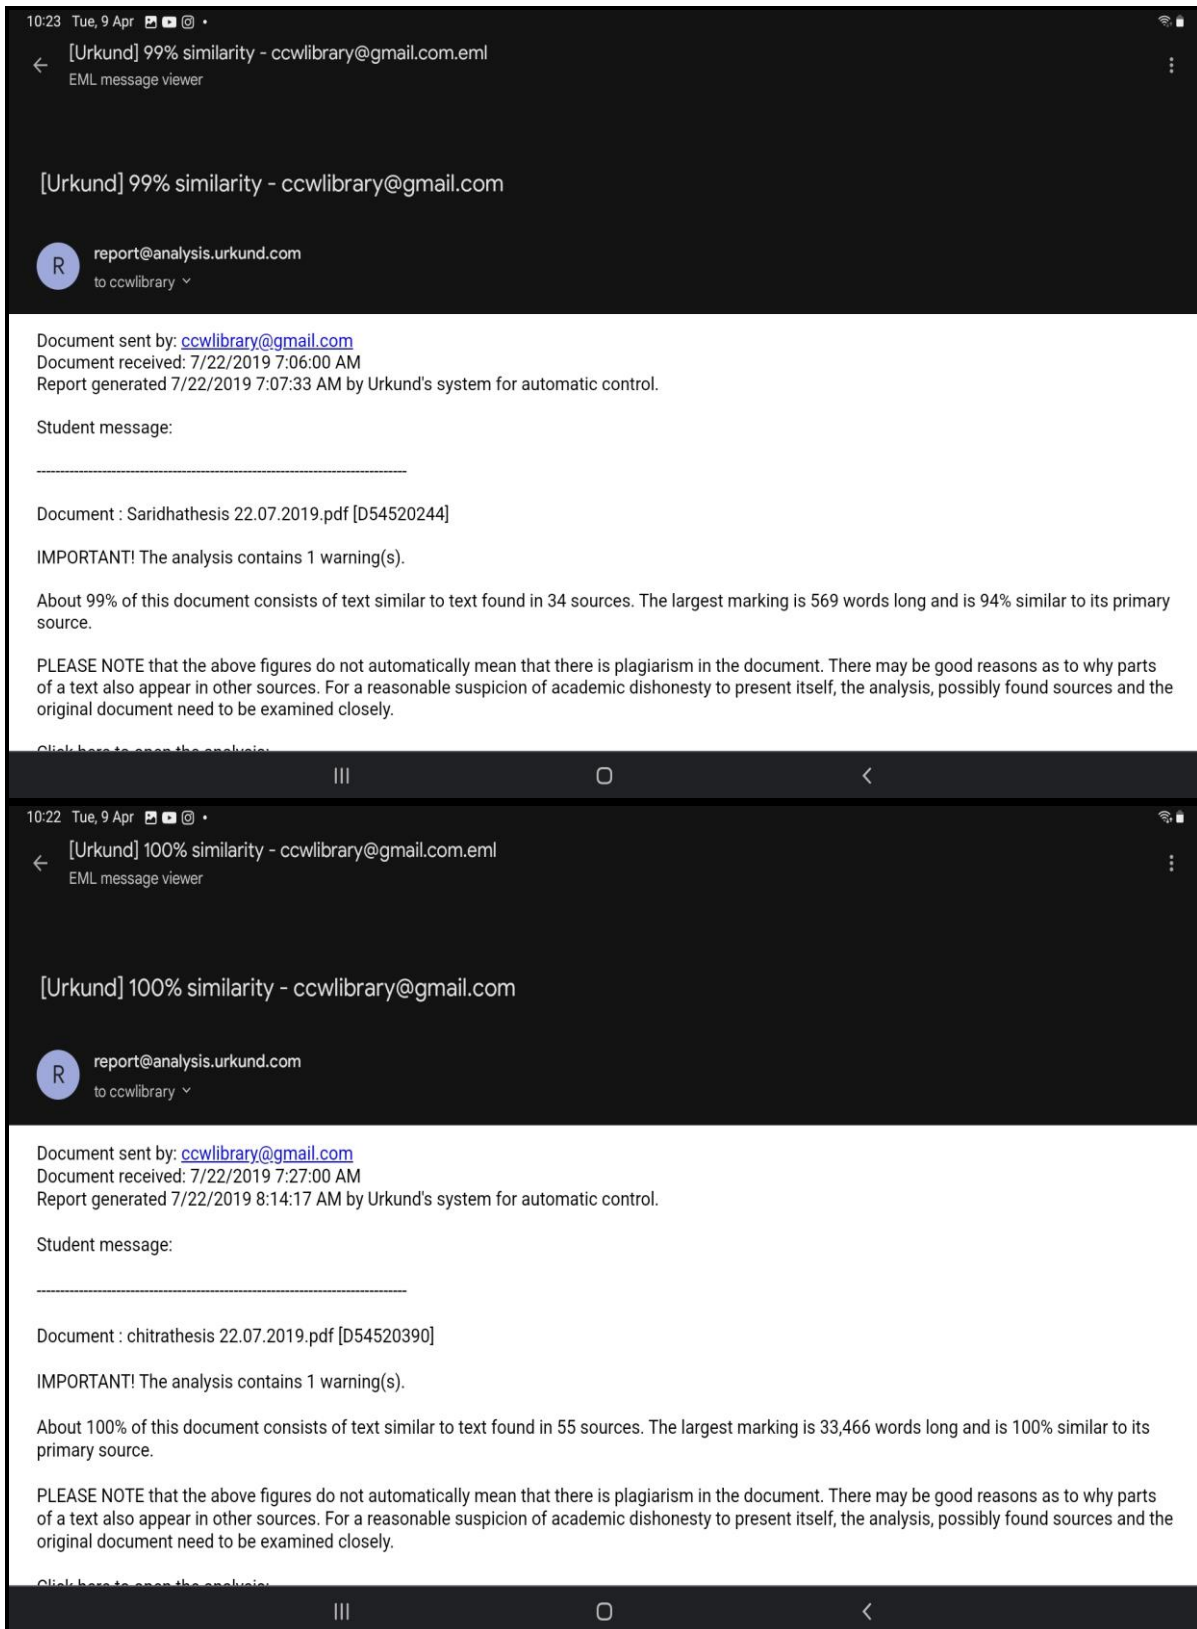 10:23 Tue, 9 Apr
[Urkund] 99% similarity - ccwlibrary@gmail.com.eml
EML message viewer
[Urkund] 99% similarity - ccwlibrary@gmail.com
R
report@analysis.urkund.com
to ccwlibrary
Document sent by: ccwlibrary@gmail.com
Document received: 7/22/2019 7:06:00 AM
Report generated 7/22/2019 7:07:33 AM by Urkund's system for automatic control.
Student message:
--------------------------------------------------------------------------------
Document : Saridhathesis 22.07.2019.pdf [D54520244]
IMPORTANT! The analysis contains 1 warning(s).
About 99% of this document consists of text similar to text found in 34 sources. The largest marking is 569 words long and is 94% similar to its primary
source.
PLEASE NOTE that the above figures do not automatically mean that there is plagiarism in the document. There may be good reasons as to why parts
of a text also appear in other sources. For a reasonable suspicion of academic dishonesty to present itself, the analysis, possibly found sources and the
original document need to be examined closely.
Click here to open the analysis:
10:22 Tue, 9 Apr
[Urkund] 100% similarity - ccwlibrary@gmail.com.eml
EML message viewer
[Urkund] 100% similarity - ccwlibrary@gmail.com
R
report@analysis.urkund.com
to ccwlibrary
Document sent by: ccwlibrary@gmail.com
Document received: 7/22/2019 7:27:00 AM
Report generated 7/22/2019 8:14:17 AM by Urkund's system for automatic control.
Student message:
--------------------------------------------------------------------------------
Document : chitrathesis 22.07.2019.pdf [D54520390]
IMPORTANT! The analysis contains 1 warning(s).
About 100% of this document consists of text similar to text found in 55 sources. The largest marking is 33,466 words long and is 100% similar to its
primary source.
PLEASE NOTE that the above figures do not automatically mean that there is plagiarism in the document. There may be good reasons as to why parts
of a text also appear in other sources. For a reasonable suspicion of academic dishonesty to present itself, the analysis, possibly found sources and the
original document need to be examined closely.
Click here to open the analysis: